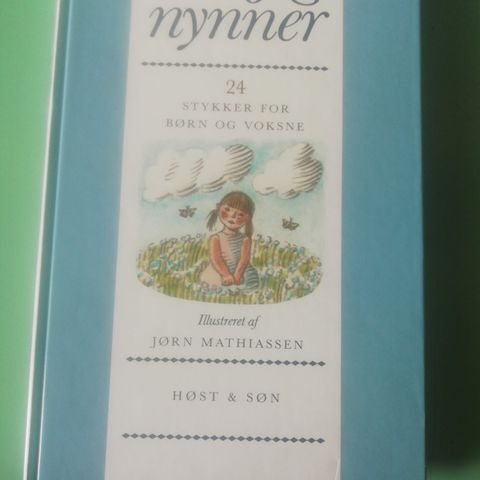 nynner
24
STYKKER FOR
BØRN OG VOKSNE
Illustreret af
JØRN MATHIASSEN
HØST & SØN